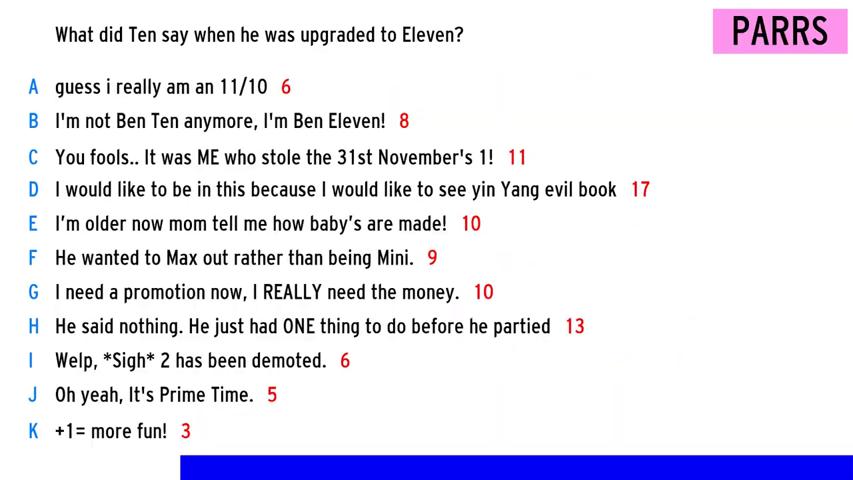 What did Ten say when he was upgraded to Eleven?
PARRS
A guess i really am an 11/10 6
B I'm not Ben Ten anymore, I'm Ben Eleven! 8
C You fools.. It was ME who stole the 31st November's 1! 11
D I would like to be in this because I would like to see yin Yang evil book 17
E I’m older now mom tell me how baby’s are made! 10
F He wanted to Max out rather than being Mini. 9
G I need a promotion now, I REALLY need the money. 10
H He said nothing. He just had ONE thing to do before he partied 13
I Welp, *Sigh* 2 has been demoted. 6
J Oh yeah, It's Prime Time. 5
K +1= more fun! 3